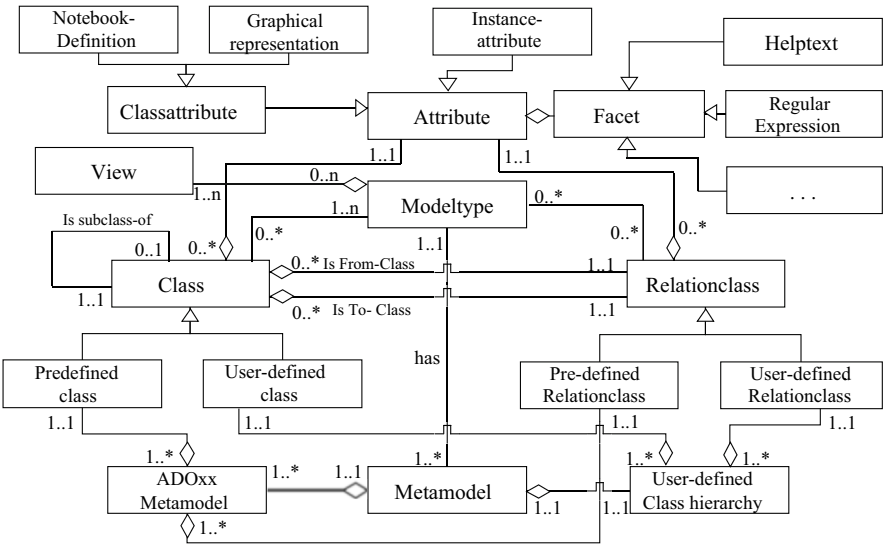 Notebook-
Definition
Graphical
representation
Instance-
attribute
Helptext
Classattribute
Attribute
Facet
Regular
Expression
1..1
1..1
View
0..n
1..n
. . .
Modeltype
1..n
0..*
0..*
0..*
0..*
0..*
Is subclass-of
0..1
1..1
1..1
Class
0..* Is From-Class
1..1
Relationclass
0..*
Is To- Class
1..1
has
Predefined
class
User-defined
class
Pre-defined
Relationclass
User-defined
Relationclass
1..1
1..1
1..1
1..1
1..*
1..*
1..*
1..*
ADOxx
Metamodel
1..*
1..1
Metamodel
1..1
1..1
User-defined
Class hierarchy
1..*